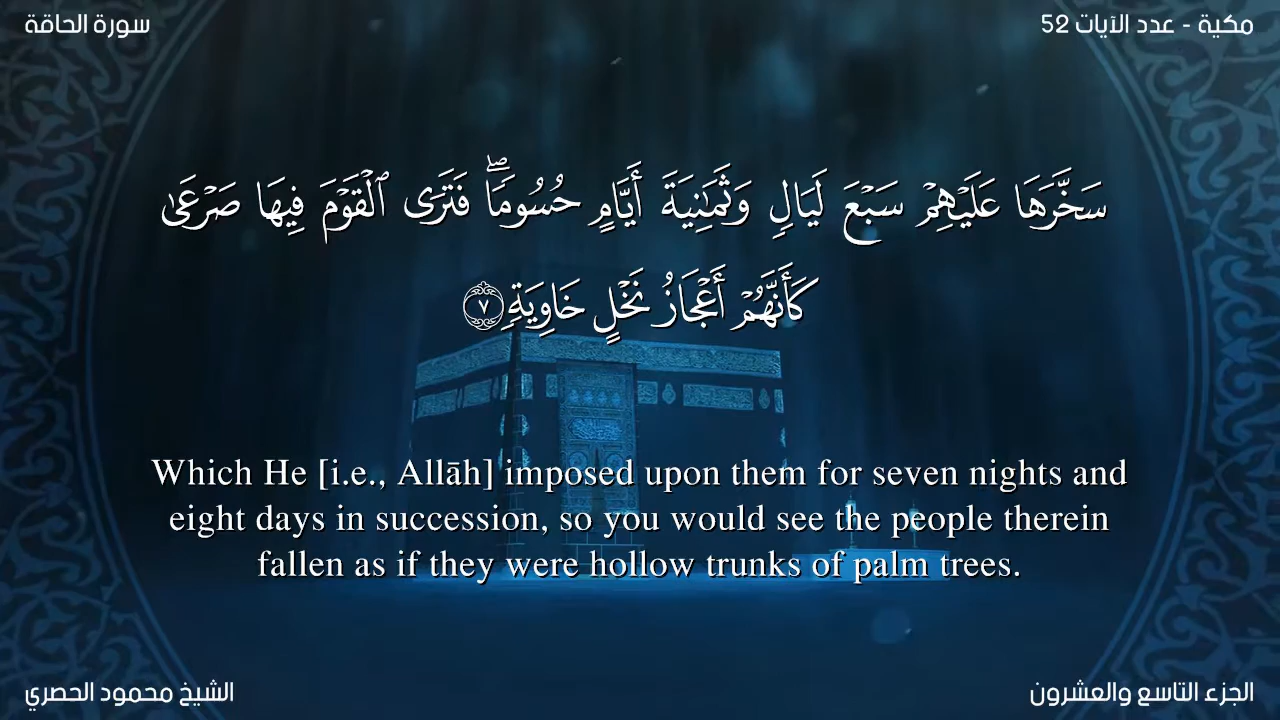 سورة الحاقة
مكية - عدد الآيات 52
سَخَّرَهَا عَلَيْهِمْ سَبْعَ لَيَالٍ وَثَمَٰنِيَةَ أَيَّامٍ حُسُومًاۖ فَتَرَى ٱلْقَوْمَ فِيهَا صَرْعَىٰ
كَأَنَّهُمْ أَعْجَازُ نَخْلٍ خَاوِيَةٍ ٧
Which He [i.e., Allāh] imposed upon them for seven nights and
eight days in succession, so you would see the people therein
fallen as if they were hollow trunks of palm trees.
الشيخ محمود الحصري
الجزء التاسع والعشرون